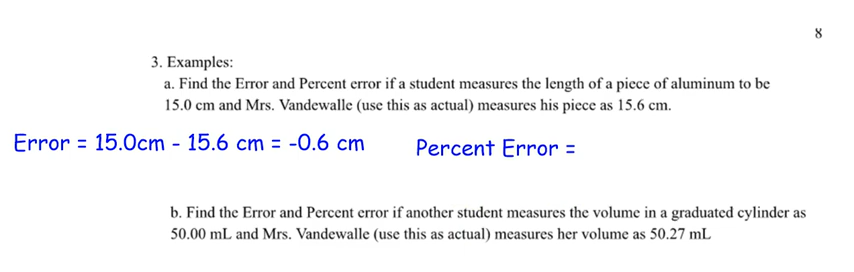 8
3. Examples:
a. Find the Error and Percent error if a student measures the length of a piece of aluminum to be
15.0 cm and Mrs. Vandewalle (use this as actual) measures his piece as 15.6 cm.
Error = 15.0cm - 15.6 cm = -0.6 cm
Percent Error =
b. Find the Error and Percent error if another student measures the volume in a graduated cylinder as
50.00 mL and Mrs. Vandewalle (use this as actual) measures her volume as 50.27 mL